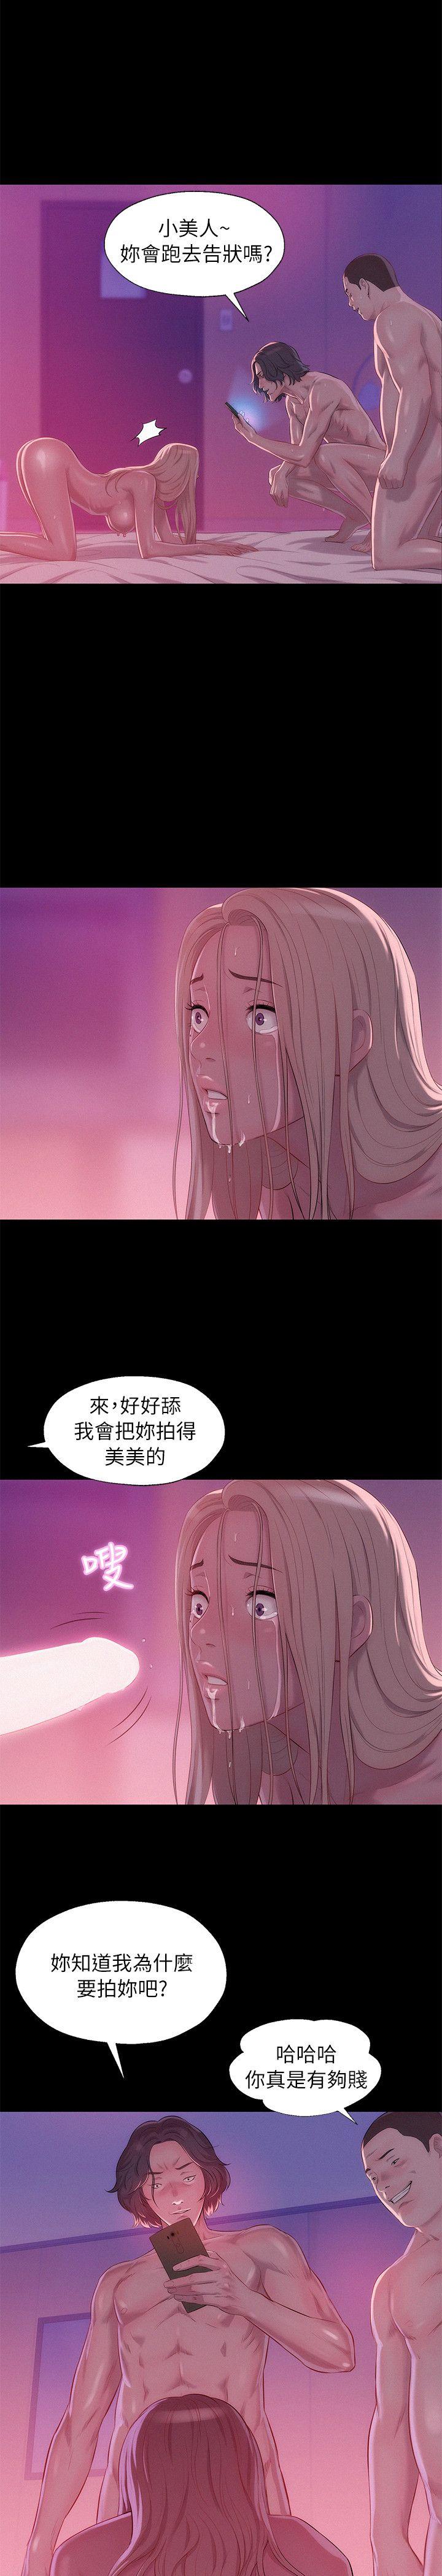 小美人~
妳會跑去告狀嗎?
來,好好舔
我會把妳拍得
美美的
嗖
妳知道我為什麼
要拍妳吧?
哈哈哈
你真是有夠賤